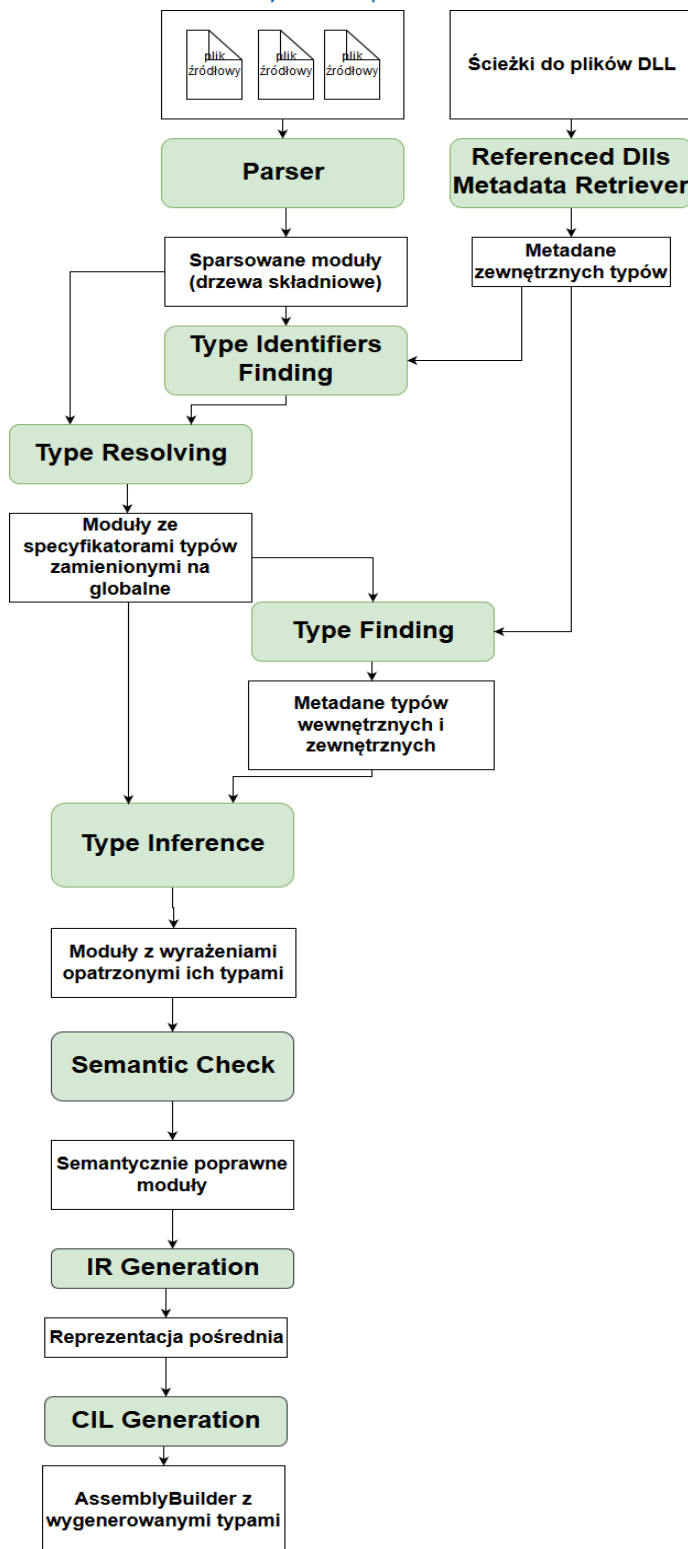 plik
źródłowy
plik
źródłowy
plik
źródłowy
Ścieżki do plików DLL
Parser
Referenced Dlls
Metadata Retriever
Sparsowane moduły
(drzewa składniowe)
Metadane
zewnętrznych typów
Type Identifiers
Finding
Type Resolving
Moduły ze
specyfikatorami typów
zamienionymi na
globalne
Type Finding
Metadane typów
wewnętrznych i
zewnętrznych
Type Inference
Moduły z wyrażeniami
opatrzonymi ich typami
Semantic Check
Semantycznie poprawne
moduły
IR Generation
Reprezentacja pośrednia
CIL Generation
AssemblyBuilder z
wygenerowanymi typami